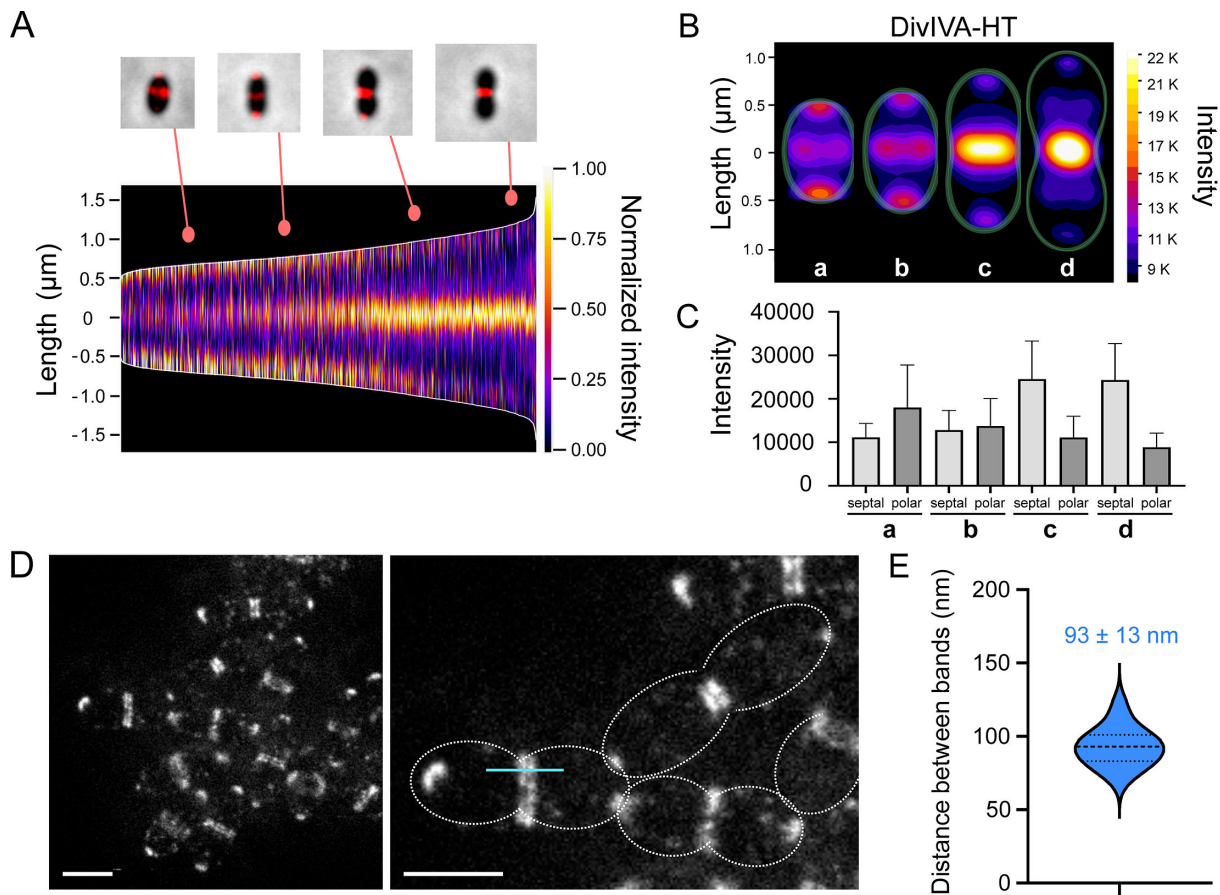 A
1.5
1.0
0.5
0
-0.5
-1.0
-1.5
Length (μm)
1.00
0.75
0.50
0.25
0.00
Normalized intensity
B
DivIVA-HT
1.0
0.5
0
0.5
1.0
Length (μm)
a b c d
22 K
21 K
19 K
17 K
15 K
13 K
11 K
9 K
Intensity
C
40000
30000
20000
10000
0
Intensity
septal polar septal polar septal polar septal polar
a b c d
D
E
200
150
100
50
0
Distance between bands (nm)
93 ± 13 nm